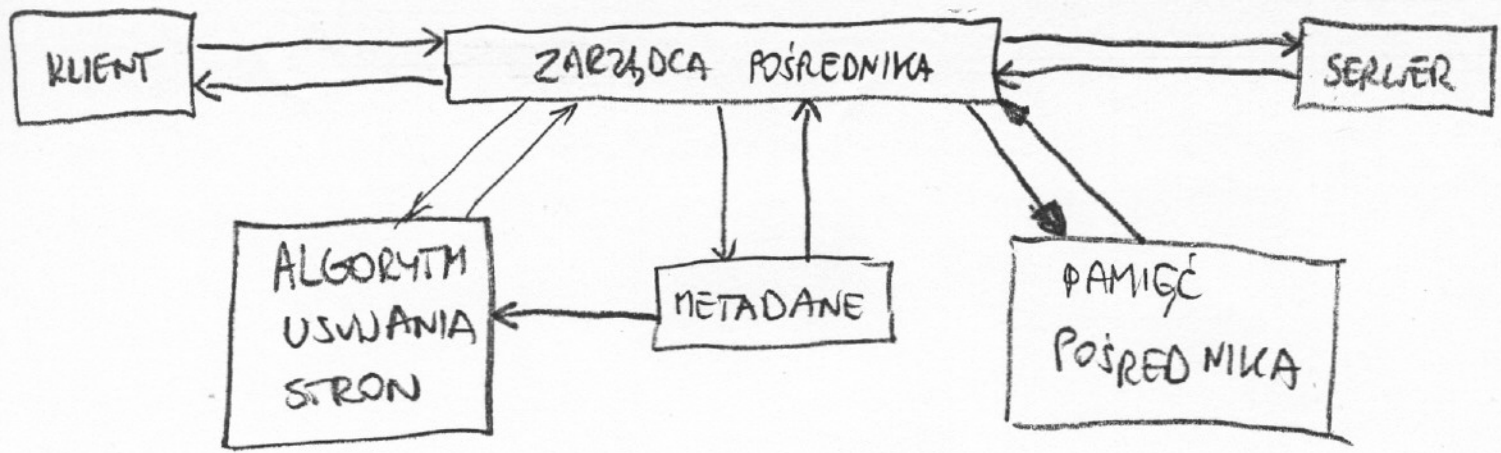 KLIENT
ZARZĄDCA POŚREDNIKA
SERWER
ALGORYTM
USUWANIA
STRON
METADANE
PAMIĘĆ
POŚREDNIKA